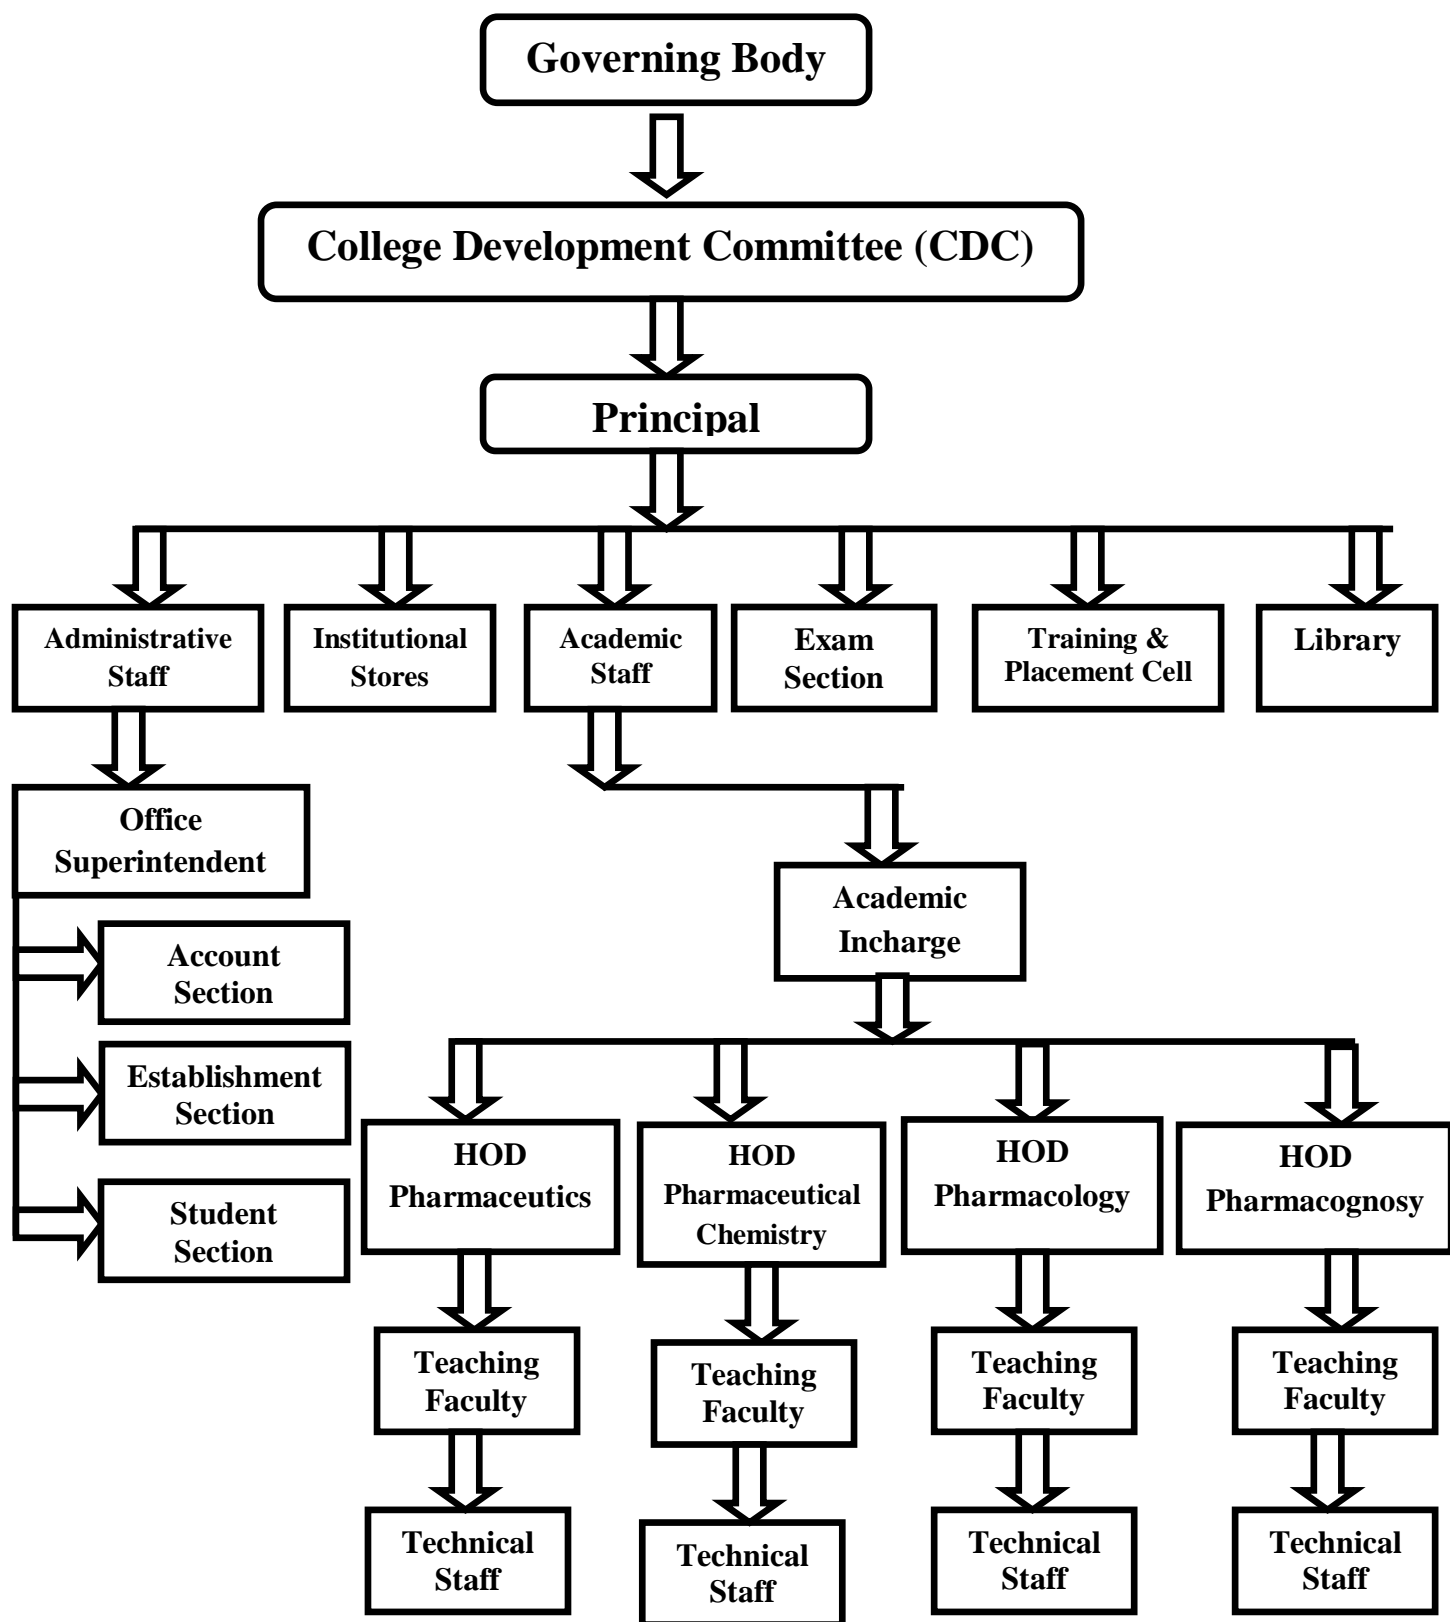 Governing Body
College Development Committee (CDC)
Principal
Administrative
Staff
Institutional
Stores
Academic
Staff
Exam
Section
Training &
Placement Cell
Library
Office
Superintendent
Account
Section
Establishment
Section
Student
Section
Academic
Incharge
HOD
Pharmaceutics
HOD
Pharmaceutical
Chemistry
HOD
Pharmacology
HOD
Pharmacognosy
Teaching
Faculty
Teaching
Faculty
Teaching
Faculty
Teaching
Faculty
Technical
Staff
Technical
Staff
Technical
Staff
Technical
Staff